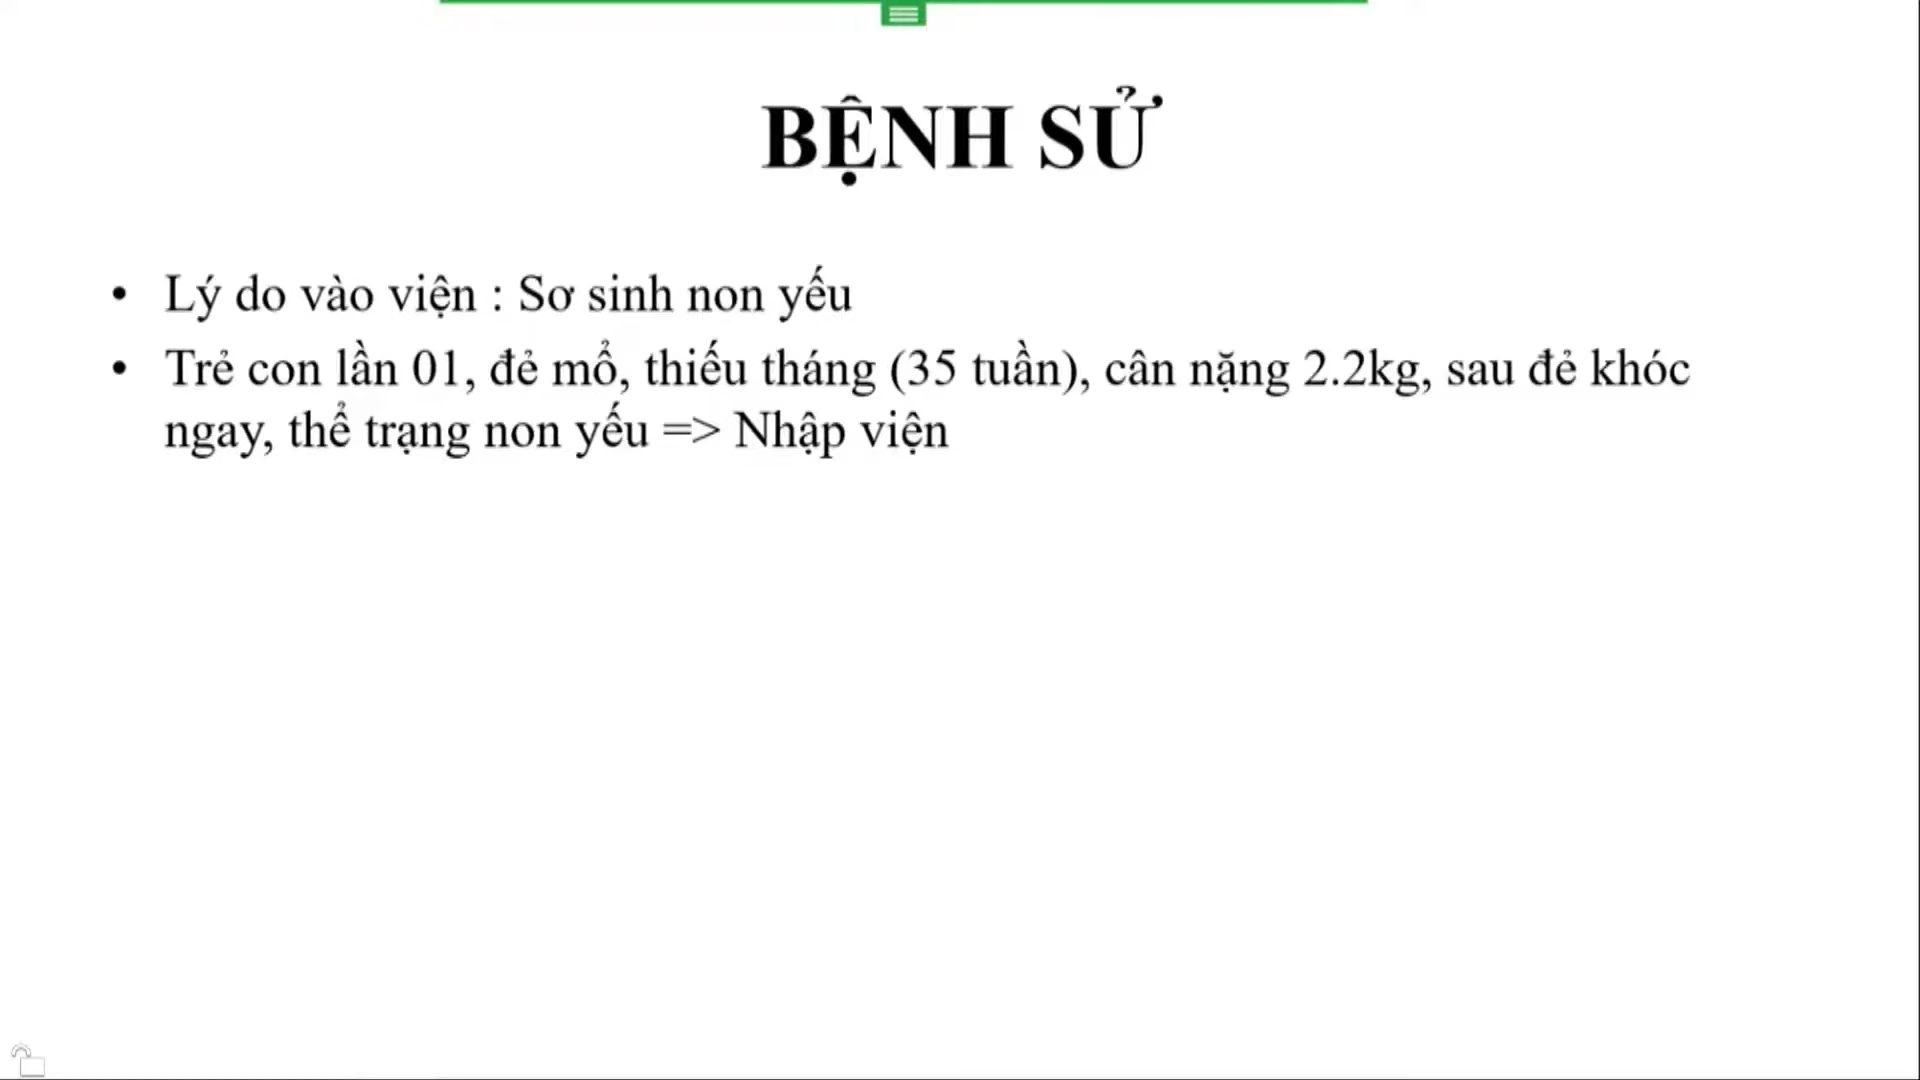 BỆNH SỬ
• Lý do vào viện : Sơ sinh non yếu
• Trẻ con lần 01, đẻ mổ, thiếu tháng (35 tuần), cân nặng 2.2kg, sau đẻ khóc
ngay, thể trạng non yếu => Nhập viện